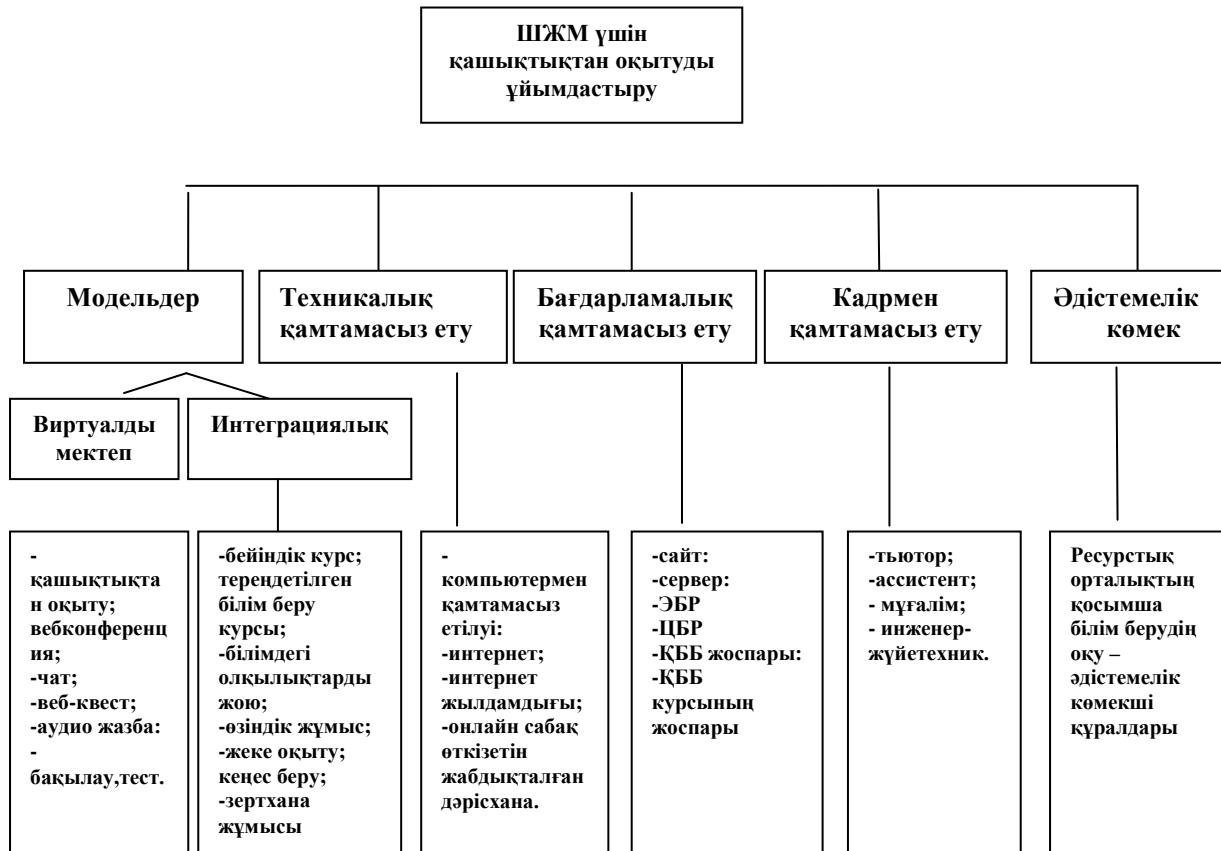 ШЖМ үшін
қашықтықтан оқытуды
ұйымдастыру
Модельдер
Техникалық
қамтамасыз ету
Бағдарламалық
қамтамасыз ету
Кадрмен
қамтамасыз ету
Әдістемелік
көмек
Виртуалды
мектеп
Интеграциялық
-
қашықтықта
н оқыту;
вебконференц
ия;
-чат;
-веб-квест;
-аудио жазба:
-
бақылау,тест.
-бейіндік курс;
тереңдетілген
білім беру
курсы;
-білімдегі
олқылықтарды
жою;
-өзіндік жұмыс;
-жеке оқыту;
кеңес беру;
-зертхана
жұмысы
-
компьютермен
қамтамасыз
етілуі:
-интернет;
-интернет
жылдамдығы;
-онлайн сабақ
өткізетін
жабдықталған
дәрісхана.
-сайт:
-сервер:
-ЭБР
-ЦБР
-ҚББ жоспары:
-ҚББ
курсының
жоспары
-тьютор;
-ассистент;
- мұғалім;
- инженер-
жүйетехник.
Ресурстық
орталықтың
қосымша
білім берудің
оқу –
әдістемелік
көмекші
құралдары